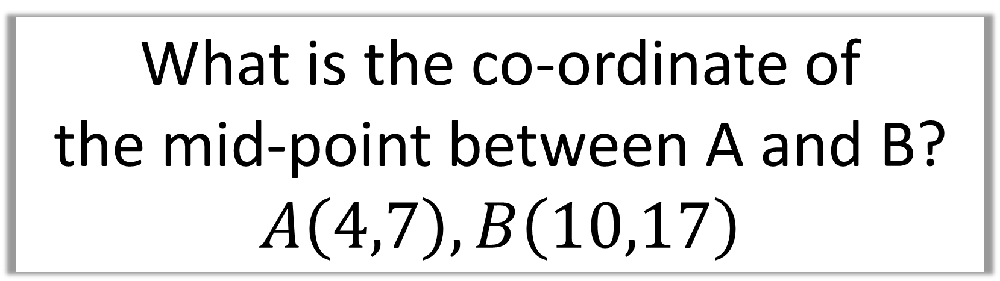 What is the co-ordinate of
the mid-point between A and B?
A(4,7), B(10,17)